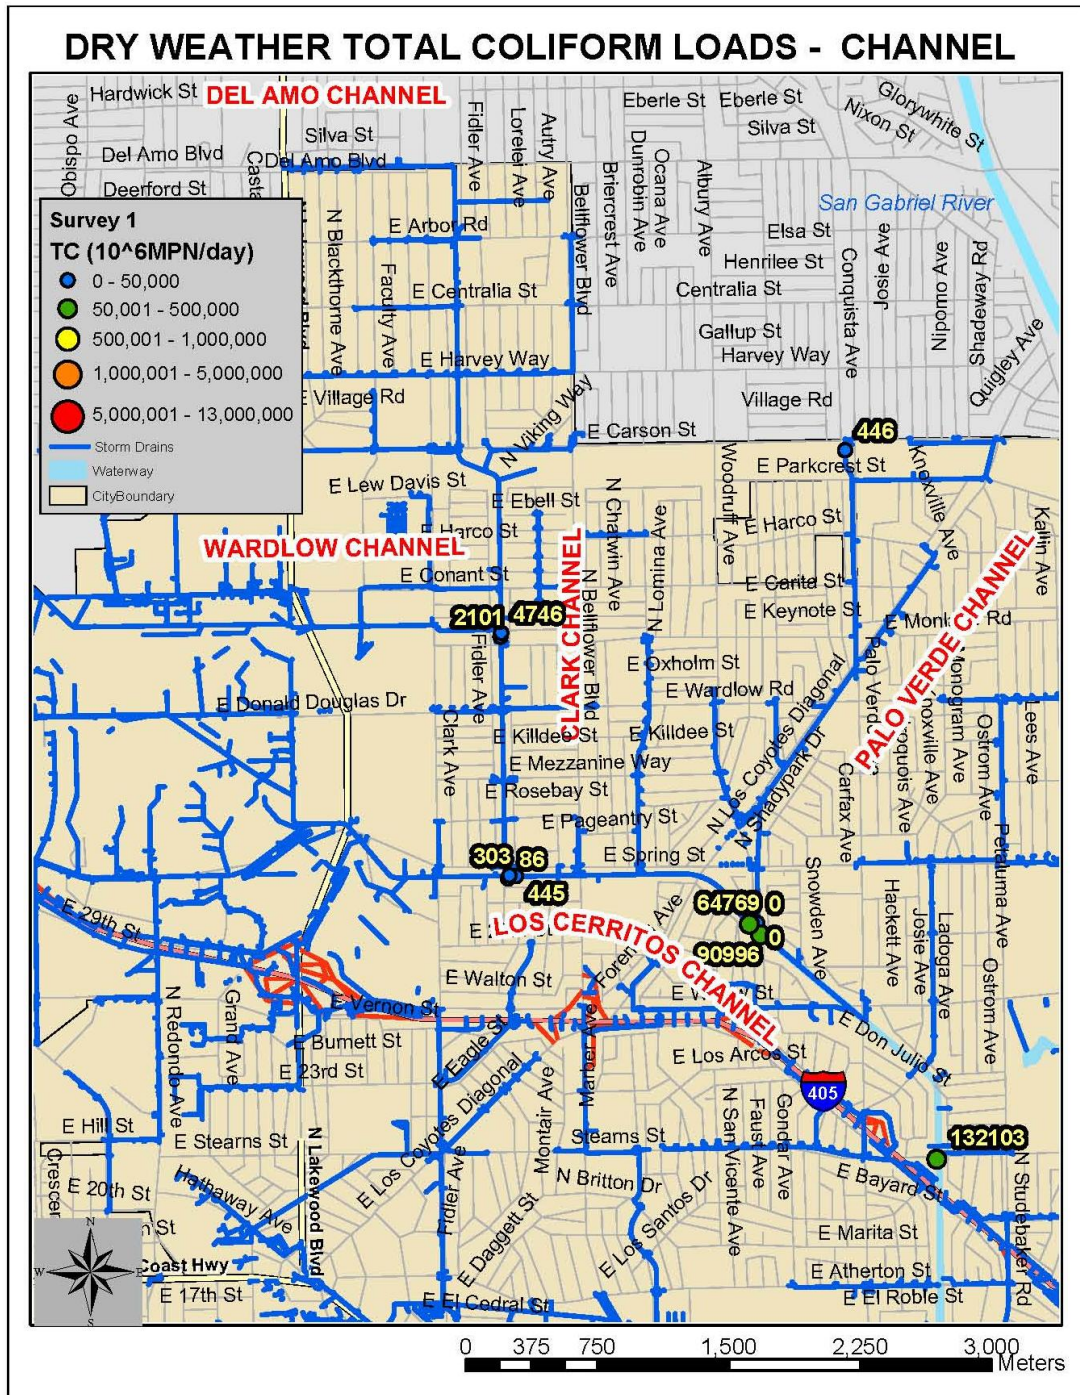 DRY WEATHER TOTAL COLIFORM LOADS - CHANNEL
Hardwick St
DEL AMO CHANNEL
Obispo Ave
Silva St
Fidler Ave
Lorelei Ave
Autry Ave
Eberle St
Eberle St
Silva St
Glorywhite St
Nixon St
Del Amo Blvd
Del Amo Blvd
Deerford St
Dunrobin Ave
Ocana Ave
Briercrest Ave
Albury Ave
San Gabriel River
Survey 1
TC (10^6MPN/day)
0 - 50,000
50,001 - 500,000
500,001 - 1,000,000
1,000,001 - 5,000,000
5,000,001 - 13,000,000
Storm Drains
Waterway
CityBoundary
N Blackthorne Ave
Faculty Ave
E Arbor Rd
E Centralia St
E Harvey Way
E Village Rd
Bellflower Blvd
Elsa St
Henrilee St
Centralia St
Gallup St
Harvey Way
Village Rd
Conquista Ave
Josie Ave
Nipomo Ave
Shadeway Rd
Quigley Ave
N Viking Way
E Carson St
446
E Parkcrest St
Woodruff Ave
Knoxville Ave
Kallin Ave
E Lew Davis St
E Ebell St
E Harco St
N Chatwin Ave
N Lomina Ave
E Harco St
WARDLOW CHANNEL
E Conant St
CLARK CHANNEL
N Bellflower Blvd
E Carita St
E Keynote St
PALO VERDE CHANNEL
2101
4746
Fidler Ave
E Oxholm St
E Wardlow Rd
E Donald Douglas Dr
Clark Ave
E Killdee St
E Killdee St
E Mezzanine Way
E Rosebay St
E Pageantry St
N Los Coyotes Diagonal
N Shadypark Dr
Carfax Ave
Monogram Ave
Ostrom Ave
Lees Ave
Petaluma Ave
303
86
445
E Spring St
64769
0
0
90996
Snowden Ave
Hackett Ave
Josie Ave
Ladoga Ave
Ostrom Ave
E 29th St
LOS CERRITOS CHANNEL
E Walton St
N Redondo Ave
Grand Ave
E Vernon St
E Burnett St
E 23rd St
E Eagle St
E Los Coyotes Diagonal
Montair Ave
E Los Arcos St
E Don Julio St
405
N San Vicente Ave
Faust Ave
Gondar Ave
E Hill St
E Stearns St
Stearns St
132103
E 20th St
Hathaway Ave
N Lakewood Blvd
Fidler Ave
E Daggett St
N Britton Dr
E Los Santos Dr
E Bayard St
N Studebaker Rd
E Marita St
E Atherton St
E El Roble St
Coast Hwy
E 17th St
E El Cedral St
N
W
E
S
0 375 750 1,500 2,250 3,000
Meters